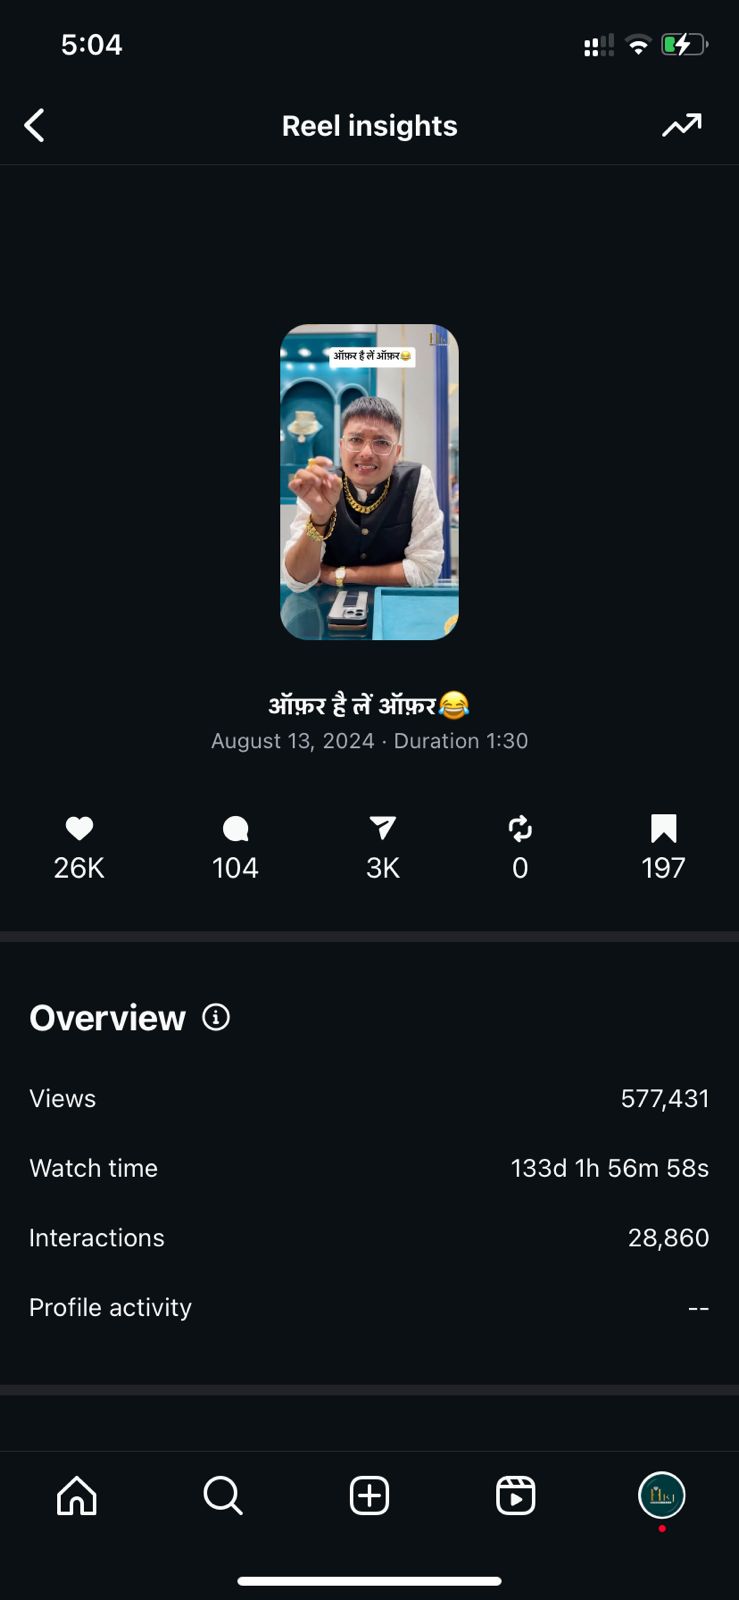 5:04
Reel insights
ऑफ़र है लें ऑफ़र😂
ऑफ़र है लें ऑफ़र😂
August 13, 2024 · Duration 1:30
26K 104 3K 0 197
Overview
Views 577,431
Watch time 133d 1h 56m 58s
Interactions 28,860
Profile activity --